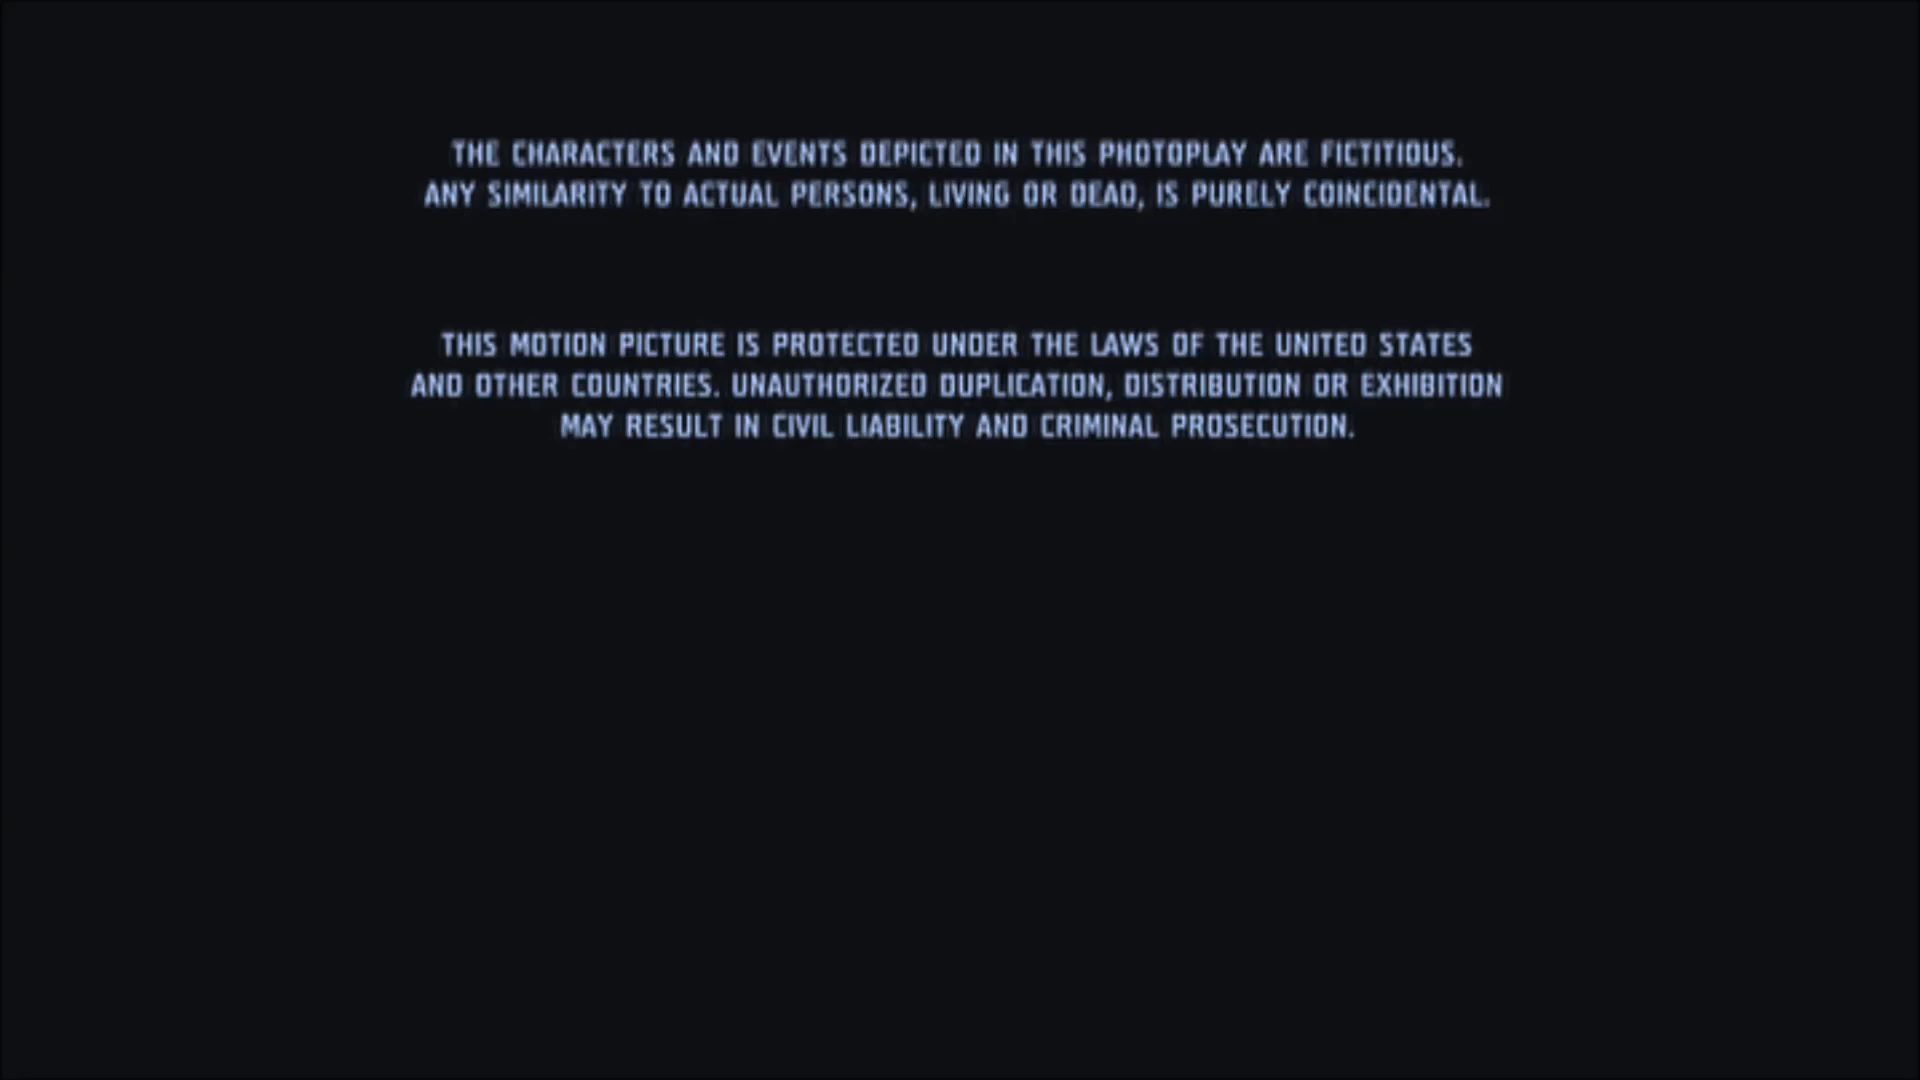 THE CHARACTERS AND EVENTS DEPICTED IN THIS PHOTOPLAY ARE FICTITIOUS.
ANY SIMILARITY TO ACTUAL PERSONS, LIVING OR DEAD, IS PURELY COINCIDENTAL.
THIS MOTION PICTURE IS PROTECTED UNDER THE LAWS OF THE UNITED STATES
AND OTHER COUNTRIES. UNAUTHORIZED DUPLICATION, DISTRIBUTION OR EXHIBITION
MAY RESULT IN CIVIL LIABILITY AND CRIMINAL PROSECUTION.